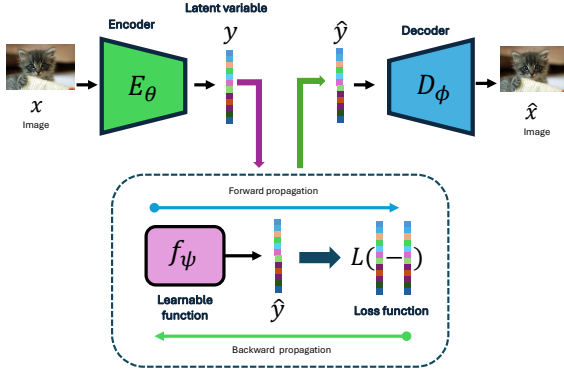 Encoder
Latent variable
Decoder
y
ŷ
E_θ
D_ϕ
x
Image
x̂
Image
Forward propagation
f_ψ
ŷ
L( − )
Learnable
function
Loss function
Backward propagation